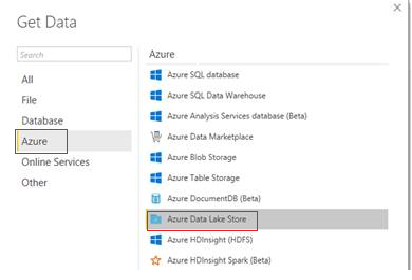 Get Data
X
Search
All
File
Database
Azure
Online Services
Other
Azure
Azure SQL database
Azure SQL Data Warehouse
Azure Analysis Services database (Beta)
Azure Data Marketplace
Azure Blob Storage
Azure Table Storage
Azure DocumentDB (Beta)
Azure Data Lake Store
Azure HDInsight (HDFS)
Azure HDInsight Spark (Beta)